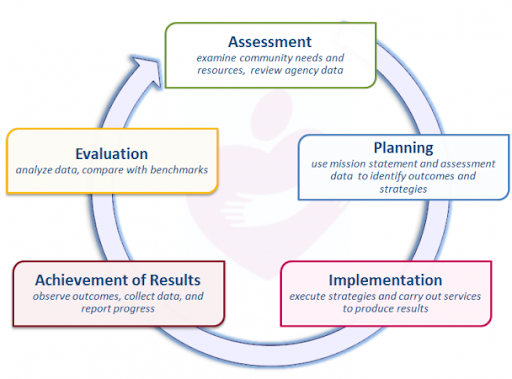 Assessment
examine community needs and
resources, review agency data
Planning
use mission statement and assessment
data to identify outcomes and
strategies
Implementation
execute strategies and carry out services
to produce results
Achievement of Results
observe outcomes, collect data, and
report progress
Evaluation
analyze data, compare with benchmarks